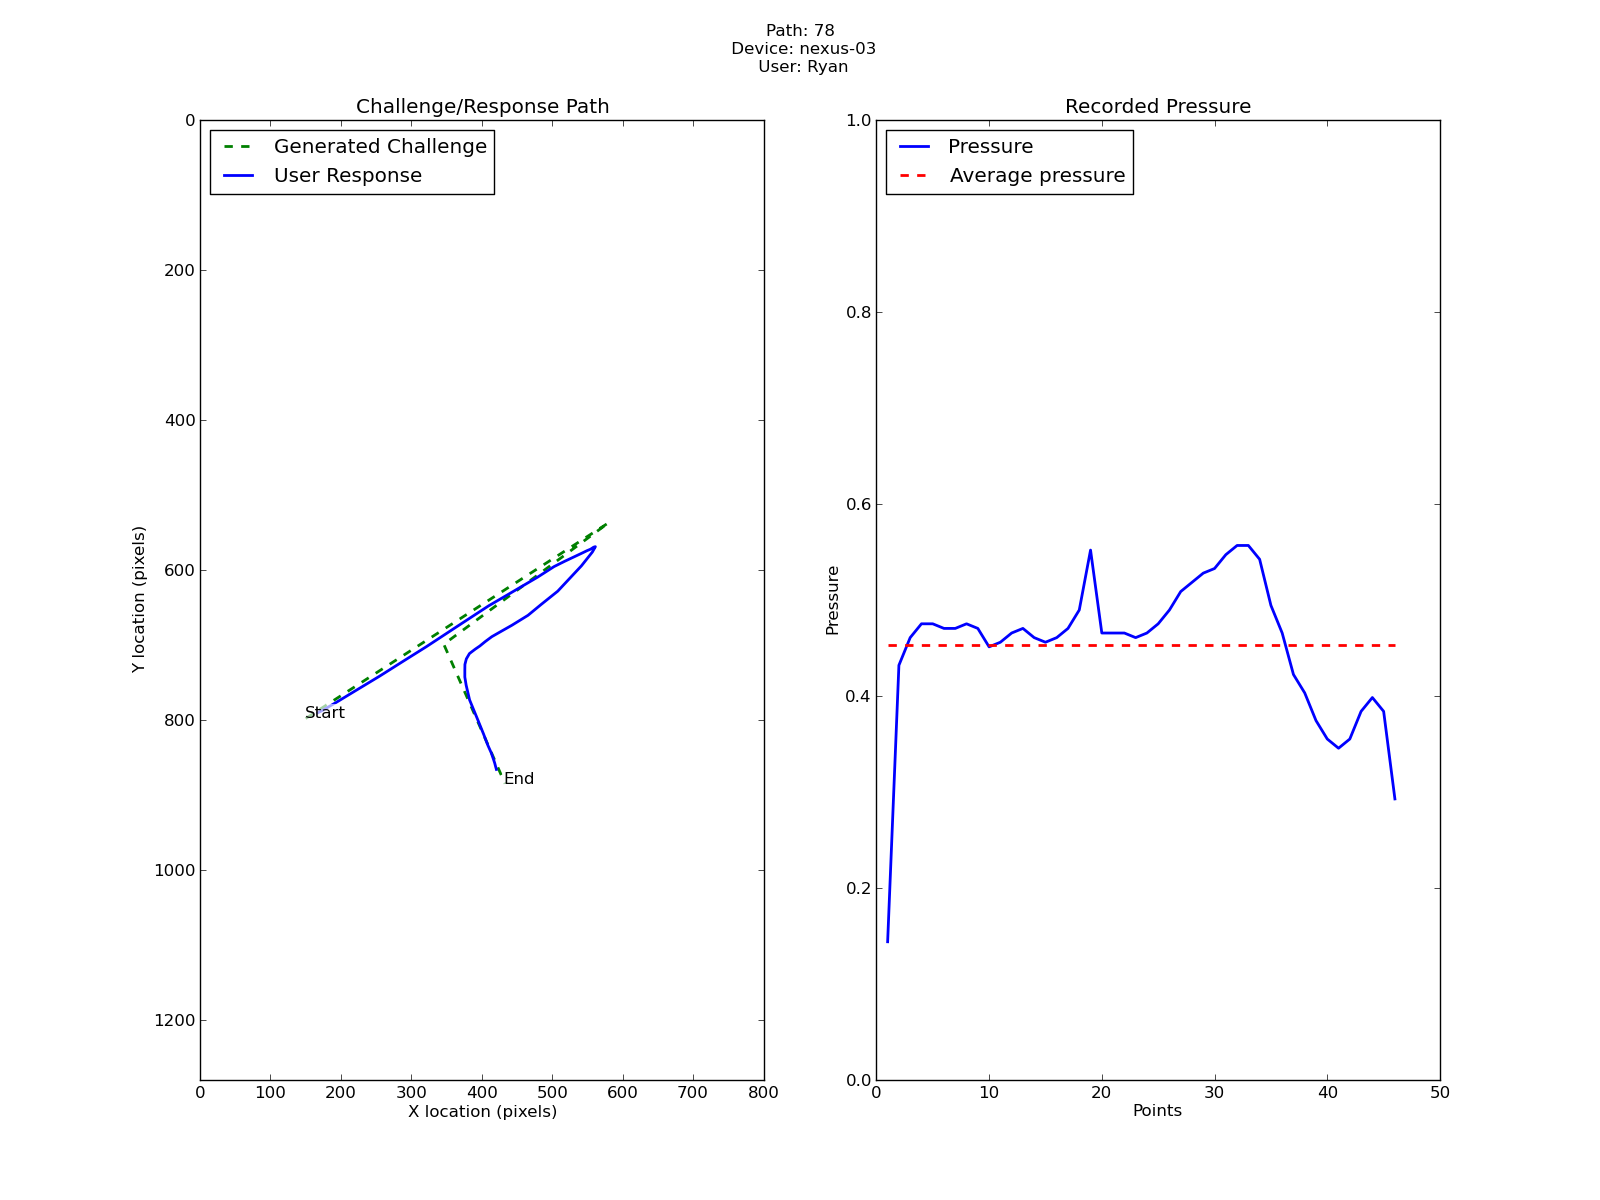 Path: 78
Device: nexus-03
User: Ryan
Challenge/Response Path
Generated Challenge
User Response
0
200
400
600
800
1000
1200
Y location (pixels)
Start
End
0 100 200 300 400 500 600 700 800
X location (pixels)
Recorded Pressure
Pressure
Average pressure
1.0
0.8
0.6
0.4
0.2
0.0
Pressure
0 10 20 30 40 50
Points